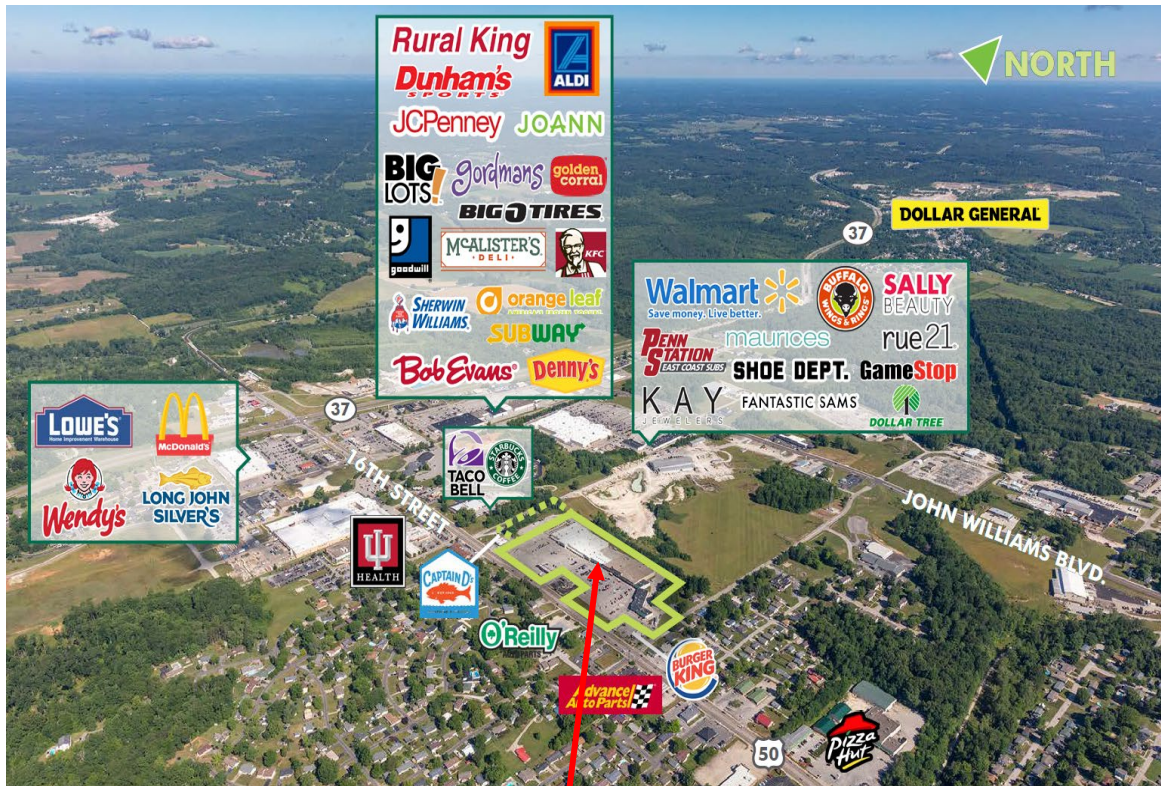 NORTH
Rural King
ALDI
Dunham's
SPORTS
JCPenney
JOANN
BIG
LOTS!
gordmans
golden
corral
BIG O TIRES
goodwill
McALISTER'S
DELI
KFC
SHERWIN
WILLIAMS.
orange leaf
SUBWAY
Bob Evans
Denny's
37
DOLLAR GENERAL
Walmart
Save money. Live better.
BUFFALO
WINGS & RINGS
SALLY
BEAUTY
PENN
STATION
EAST COAST SUBS
maurices
rue21
SHOE DEPT.
GameStop
KAY
JEWELERS
FANTASTIC SAMS
DOLLAR TREE
LOWE'S
Home Improvement Warehouse
McDonald's
Wendy's
LONG JOHN
SILVER'S
37
16TH STREET
TACO
BELL
STARBUCKS
COFFEE
JOHN WILLIAMS BLVD.
HEALTH
CAPTAIN D's
O'Reilly
AUTO PARTS
BURGER
KING
Advance
Auto Parts
50
Pizza
Hut